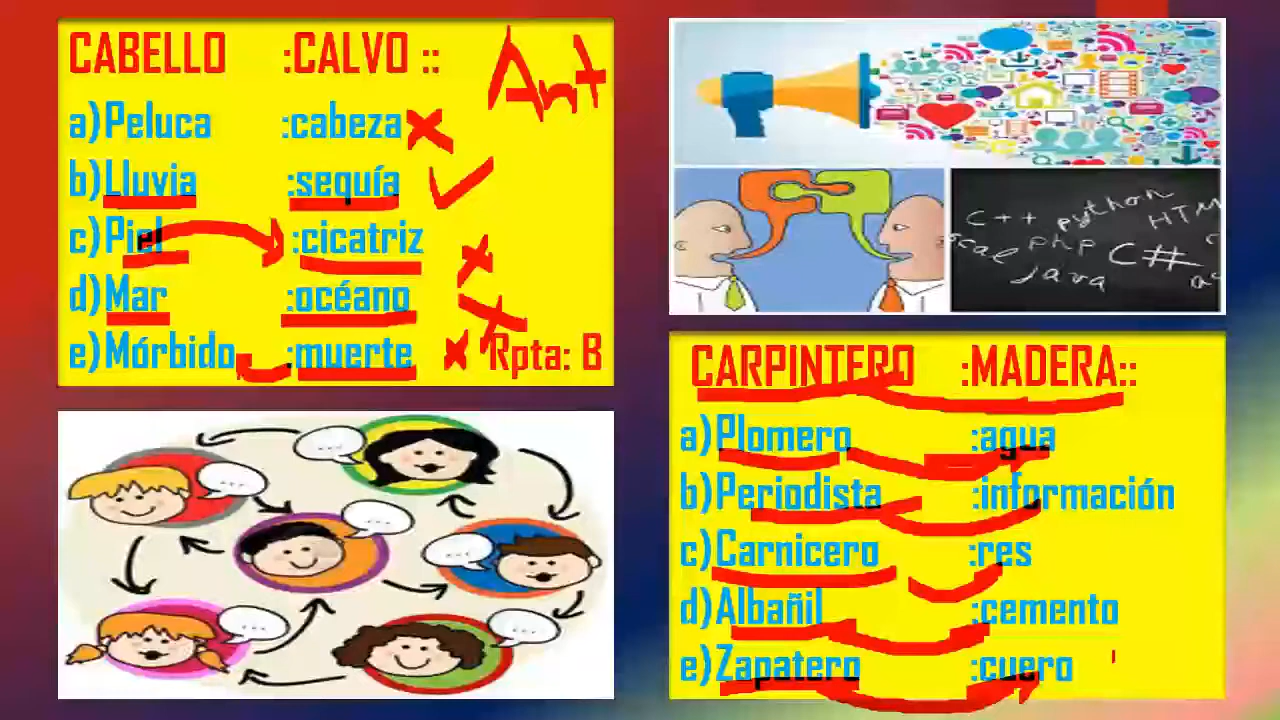 CABELLO :CALVO ::
Ant
a)Peluca :cabeza
b)Lluvia :sequía
c)Piel :cicatriz
d)Mar :océano
e)Mórbido :muerte
Rpta: B
C++ python HTM
php C#
Java
CARPINTERO :MADERA::
a)Plomero :agua
b)Periodista :información
c)Carnicero :res
d)Albañil :cemento
e)Zapatero :cuero